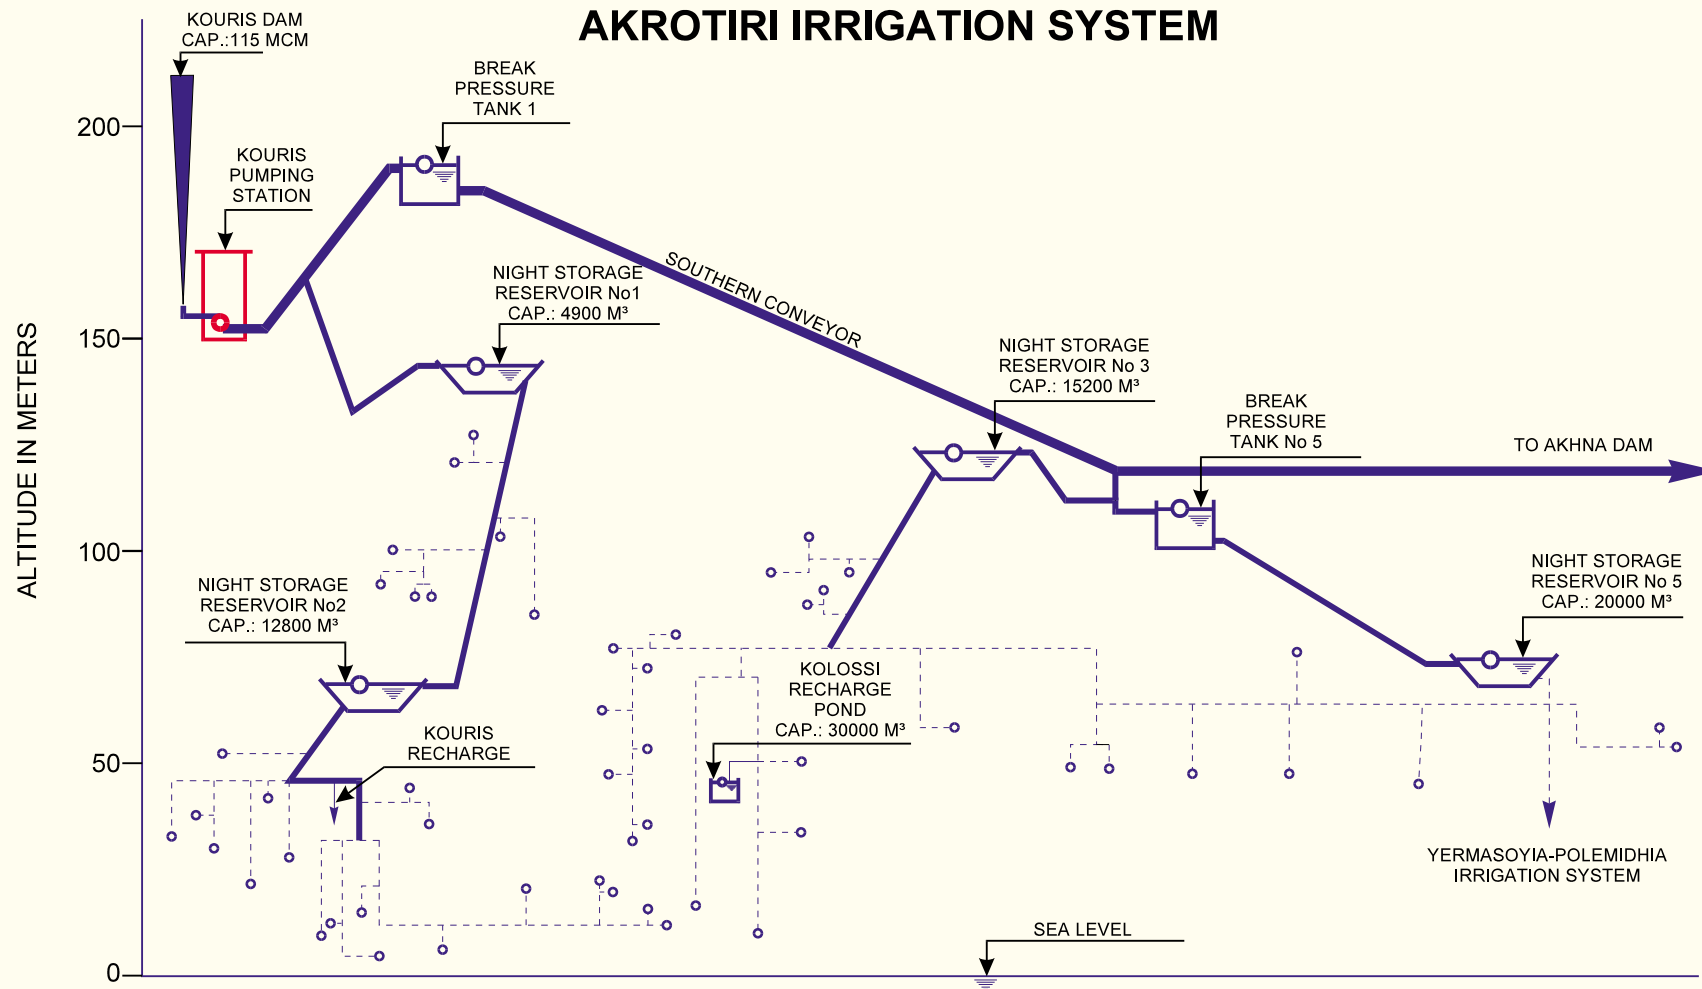 AKROTIRI IRRIGATION SYSTEM
KOURIS DAM
CAP.:115 MCM
BREAK
PRESSURE
TANK 1
200
KOURIS
PUMPING
STATION
NIGHT STORAGE
RESERVOIR No1
CAP.: 4900 M³
SOUTHERN CONVEYOR
150
NIGHT STORAGE
RESERVOIR No 3
CAP.: 15200 M³
BREAK
PRESSURE
TANK No 5
TO AKHNA DAM
ALTITUDE IN METERS
100
NIGHT STORAGE
RESERVOIR No2
CAP.: 12800 M³
NIGHT STORAGE
RESERVOIR No 5
CAP.: 20000 M³
KOLOSSI
RECHARGE
POND
CAP.: 30000 M³
KOURIS
RECHARGE
50
YERMASOYIA-POLEMIDHIA
IRRIGATION SYSTEM
SEA LEVEL
0